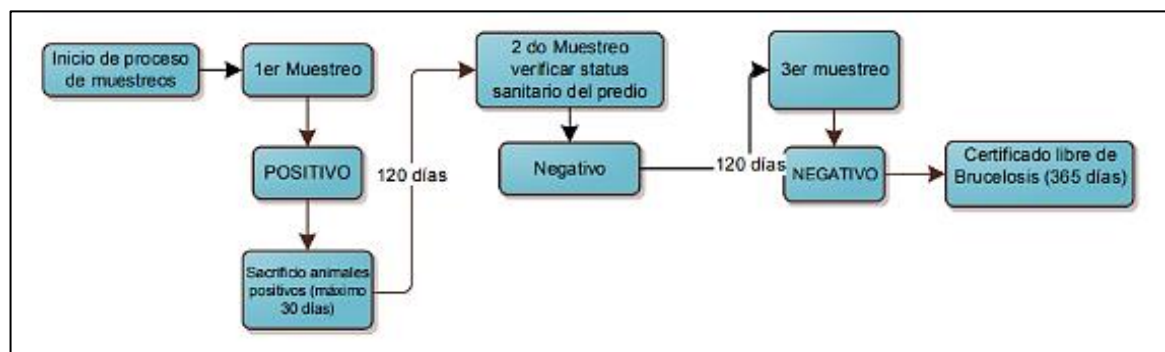 Inicio de proceso
de muestreos
1er Muestreo
POSITIVO
Sacrificio animales
positivos (máximo
30 días)
120 días
2 do Muestreo
verificar status
sanitario del predio
Negativo
120 días
3er muestreo
NEGATIVO
Certificado libre de
Brucelosis (365 días)